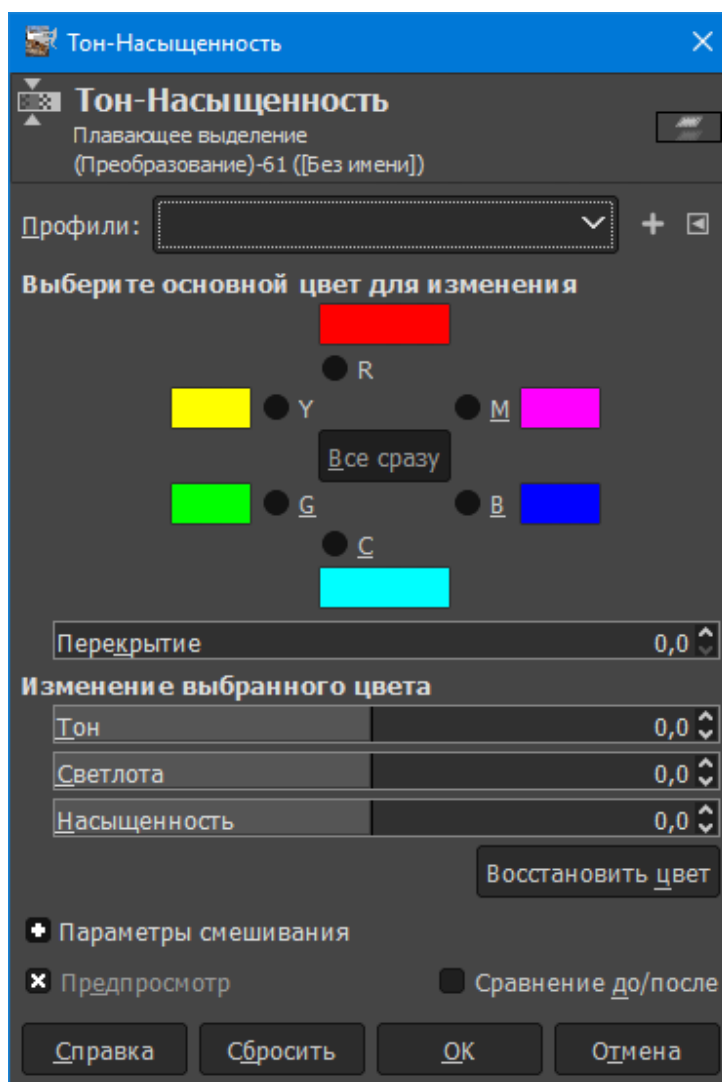 Тон-Насыщенность
Тон-Насыщенность
Плавающее выделение
(Преобразование)-61 ([Без имени])
Профили:
Выберите основной цвет для изменения
R
Y
M
Все сразу
G
B
C
Перекрытие 0,0
Изменение выбранного цвета
Тон 0,0
Светлота 0,0
Насыщенность 0,0
Восстановить цвет
Параметры смешивания
Предпросмотр Сравнение до/после
Справка Сбросить OK Отмена